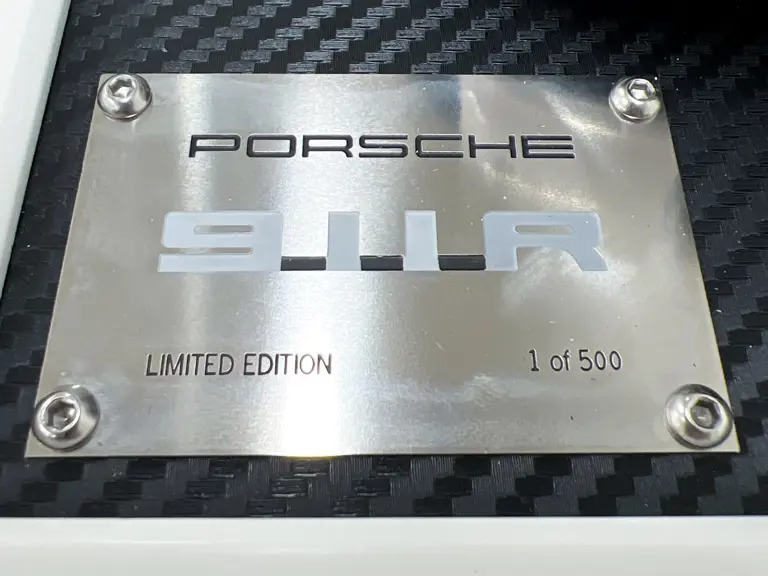 PORSCHE
911R
LIMITED EDITION 1 of 500